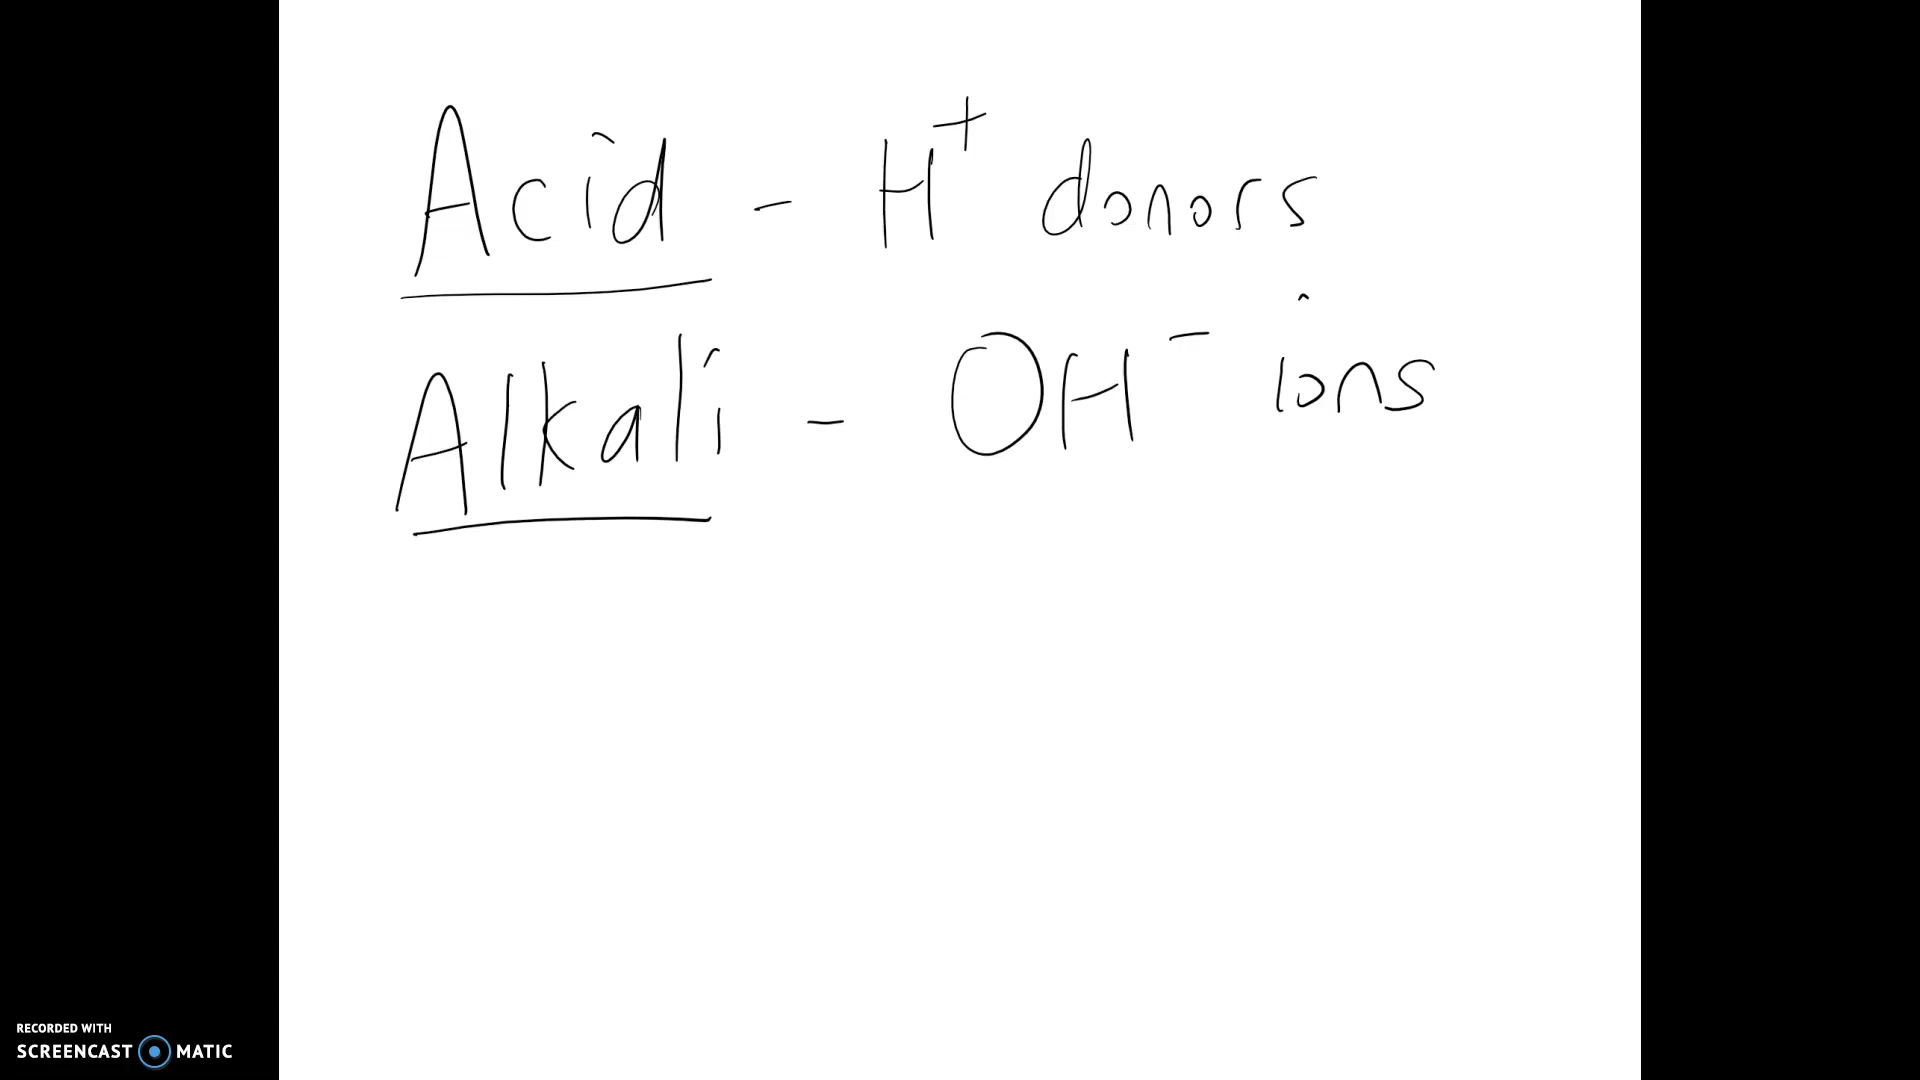 Acid - H⁺ donors
Alkali - OH⁻ ions
RECORDED WITH
SCREENCAST MATIC